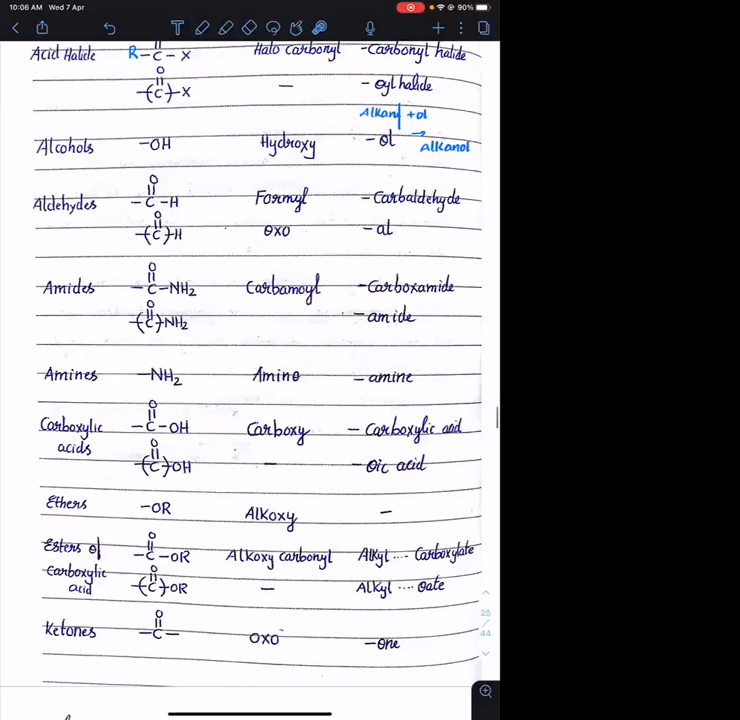 10:06 AM Wed 7 Apr 90%
Acid Halide R-C-X Halo carbonyl -Carbonyl halide
O
-(C)-X - - oyl halide
Alkan +ol
Alcohols -OH Hydroxy - ol → Alkanol
O
Aldehydes -C-H Formyl -Carbaldehyde
O
-(C)-H oxo -al
O
Amides -C-NH2 Carbamoyl -Carboxamide
O
-(C)-NH2 -amide
Amines -NH2 Amino -amine
O
Carboxylic -C-OH Carboxy - Carboxylic acid
acids O
-(C)-OH - - oic acid
Ethers -OR Alkoxy -
O
Esters of -C-OR Alkoxy carbonyl Alkyl .... Carboxylate
Carboxylic O
acid -(C)-OR - Alkyl .... oate
O
Ketones -C- oxo -one
25
/
44